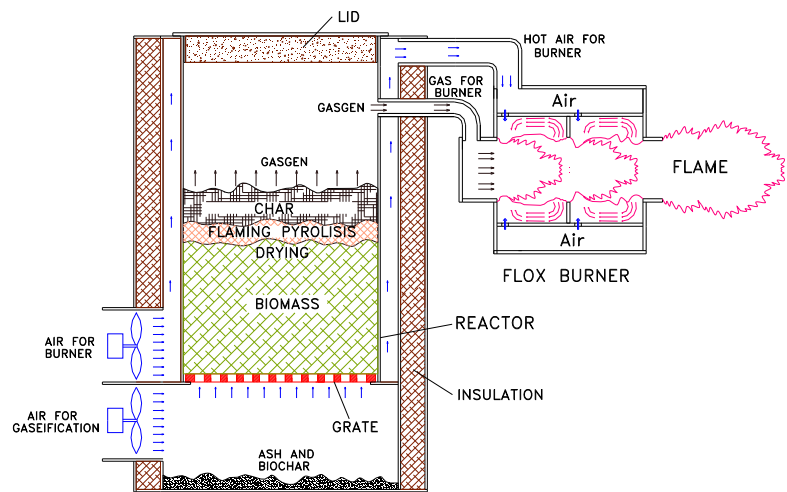 LID
HOT AIR FOR
BURNER
GAS FOR
BURNER
Air
GASGEN
GASGEN
FLAME
CHAR
FLAMING PYROLISIS
DRYING
Air
FLOX BURNER
BIOMASS
REACTOR
AIR FOR
BURNER
INSULATION
AIR FOR
GASEIFICATION
GRATE
ASH AND
BIOCHAR